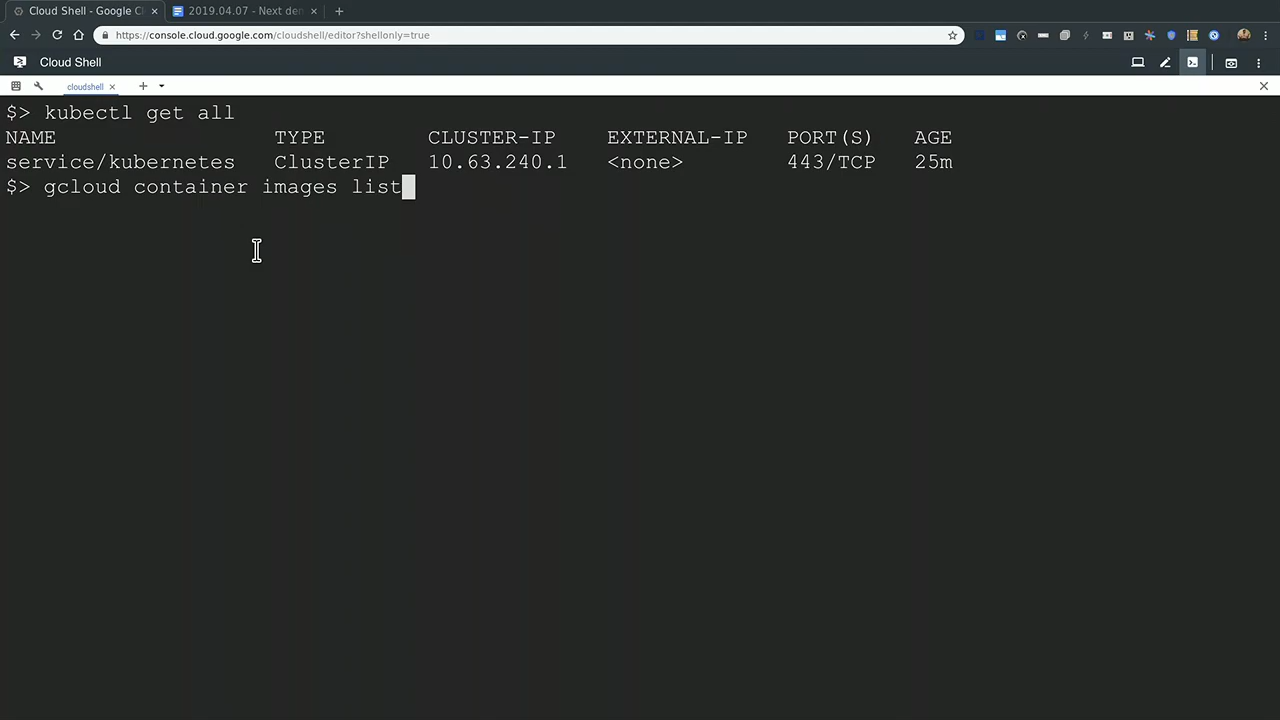 Cloud Shell - Google Cl
2019.04.07 - Next den
https://console.cloud.google.com/cloudshell/editor?shellonly=true
Cloud Shell
cloudshell
$> kubectl get all
NAME TYPE CLUSTER-IP EXTERNAL-IP PORT(S) AGE
service/kubernetes ClusterIP 10.63.240.1 <none> 443/TCP 25m
$> gcloud container images list